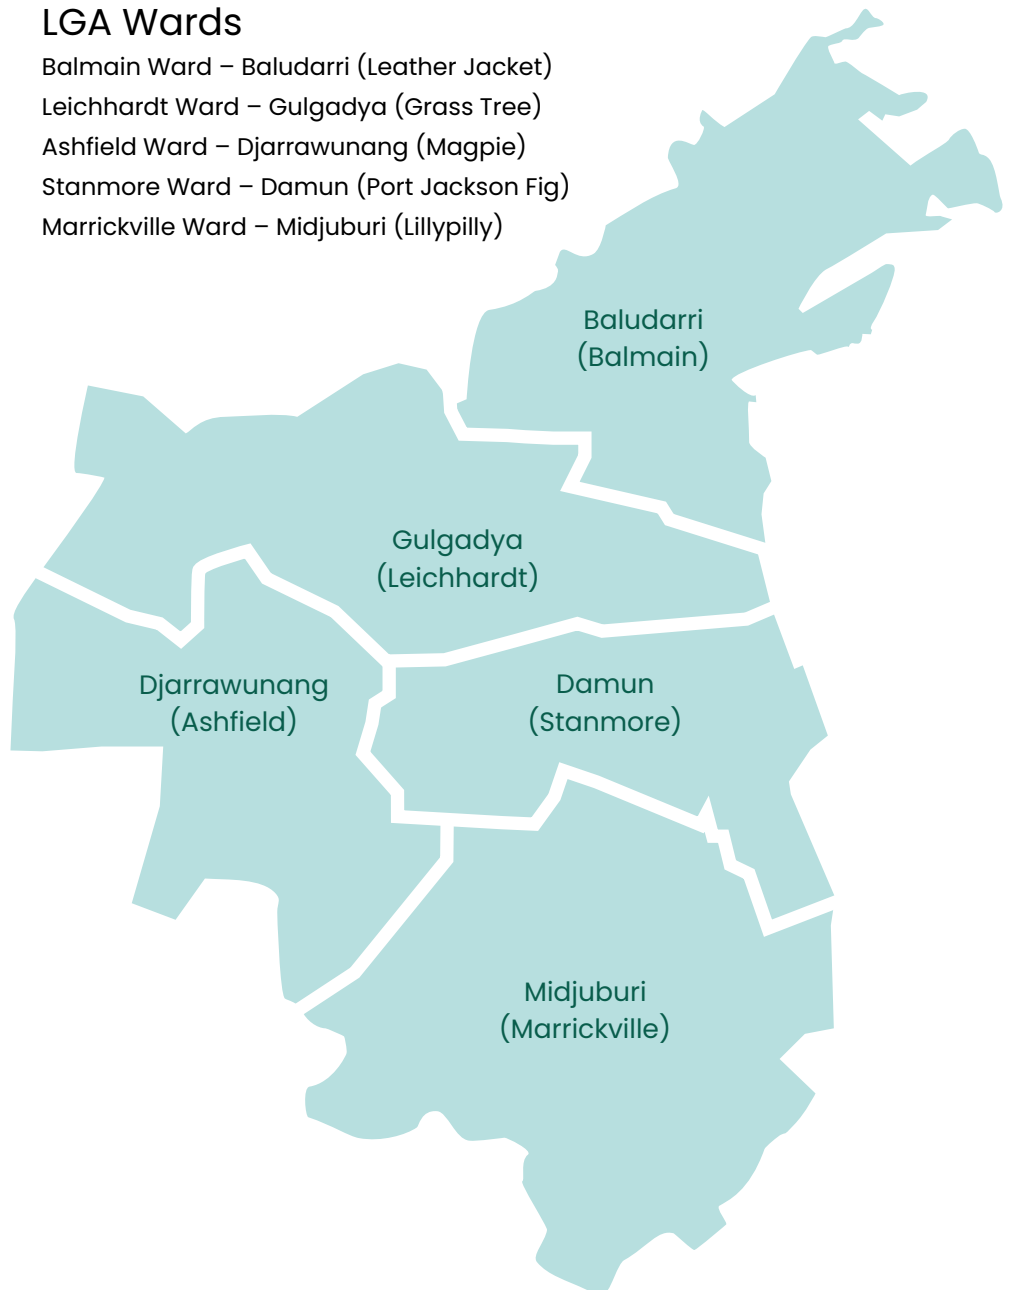 LGA Wards
Balmain Ward – Baludarri (Leather Jacket)
Leichhardt Ward – Gulgadya (Grass Tree)
Ashfield Ward – Djarrawunang (Magpie)
Stanmore Ward – Damun (Port Jackson Fig)
Marrickville Ward – Midjuburi (Lillypilly)
Baludarri
(Balmain)
Gulgadya
(Leichhardt)
Djarrawunang
(Ashfield)
Damun
(Stanmore)
Midjuburi
(Marrickville)